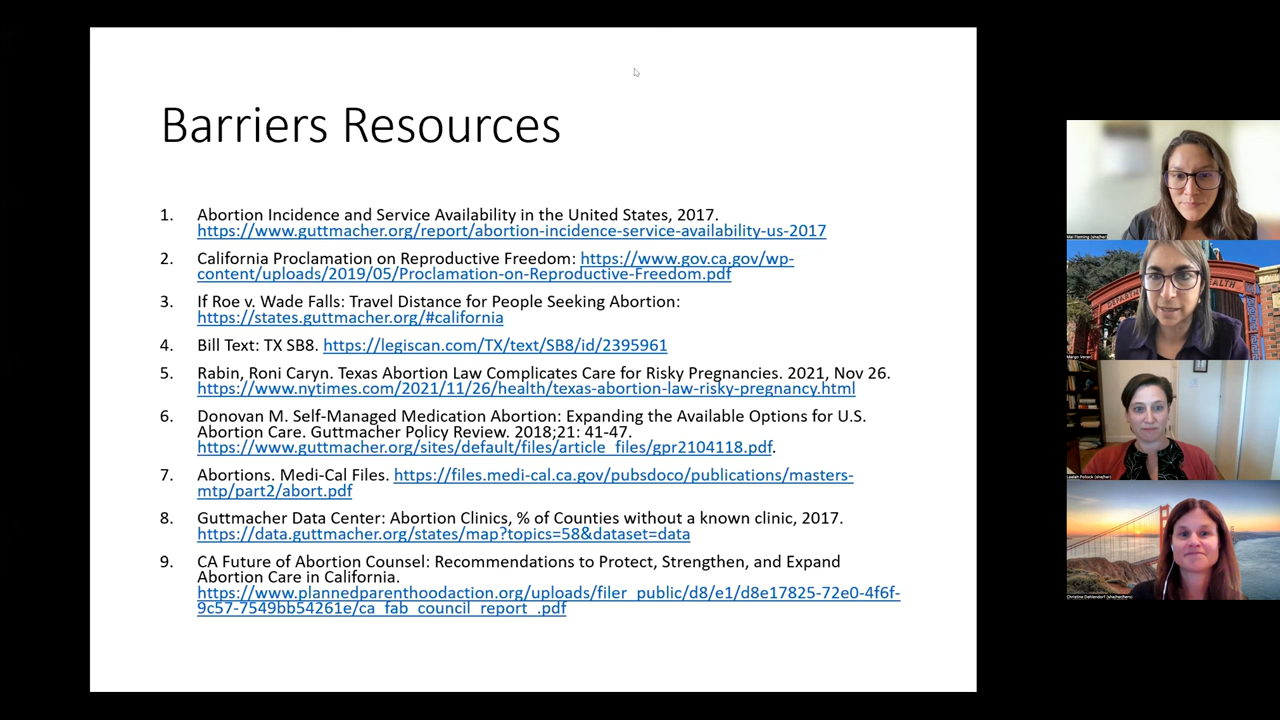 Barriers Resources
1. Abortion Incidence and Service Availability in the United States, 2017.
https://www.guttmacher.org/report/abortion-incidence-service-availability-us-2017
2. California Proclamation on Reproductive Freedom: https://www.gov.ca.gov/wp-
content/uploads/2019/05/Proclamation-on-Reproductive-Freedom.pdf
3. If Roe v. Wade Falls: Travel Distance for People Seeking Abortion:
https://states.guttmacher.org/#california
4. Bill Text: TX SB8. https://legiscan.com/TX/text/SB8/id/2395961
5. Rabin, Roni Caryn. Texas Abortion Law Complicates Care for Risky Pregnancies. 2021, Nov 26.
https://www.nytimes.com/2021/11/26/health/texas-abortion-law-risky-pregnancy.html
6. Donovan M. Self-Managed Medication Abortion: Expanding the Available Options for U.S.
Abortion Care. Guttmacher Policy Review. 2018;21: 41-47.
https://www.guttmacher.org/sites/default/files/article_files/gpr2104118.pdf.
7. Abortions. Medi-Cal Files. https://files.medi-cal.ca.gov/pubsdoco/publications/masters-
mtp/part2/abort.pdf
8. Guttmacher Data Center: Abortion Clinics, % of Counties without a known clinic, 2017.
https://data.guttmacher.org/states/map?topics=58&dataset=data
9. CA Future of Abortion Counsel: Recommendations to Protect, Strengthen, and Expand
Abortion Care in California.
https://www.plannedparenthoodaction.org/uploads/filer_public/d8/e1/d8e17825-72e0-4f6f-
9c57-7549bb54261e/ca_fab_council_report_.pdf
Mai Fleming (she/her)
Christine Dehlendorf (she/her/hers)